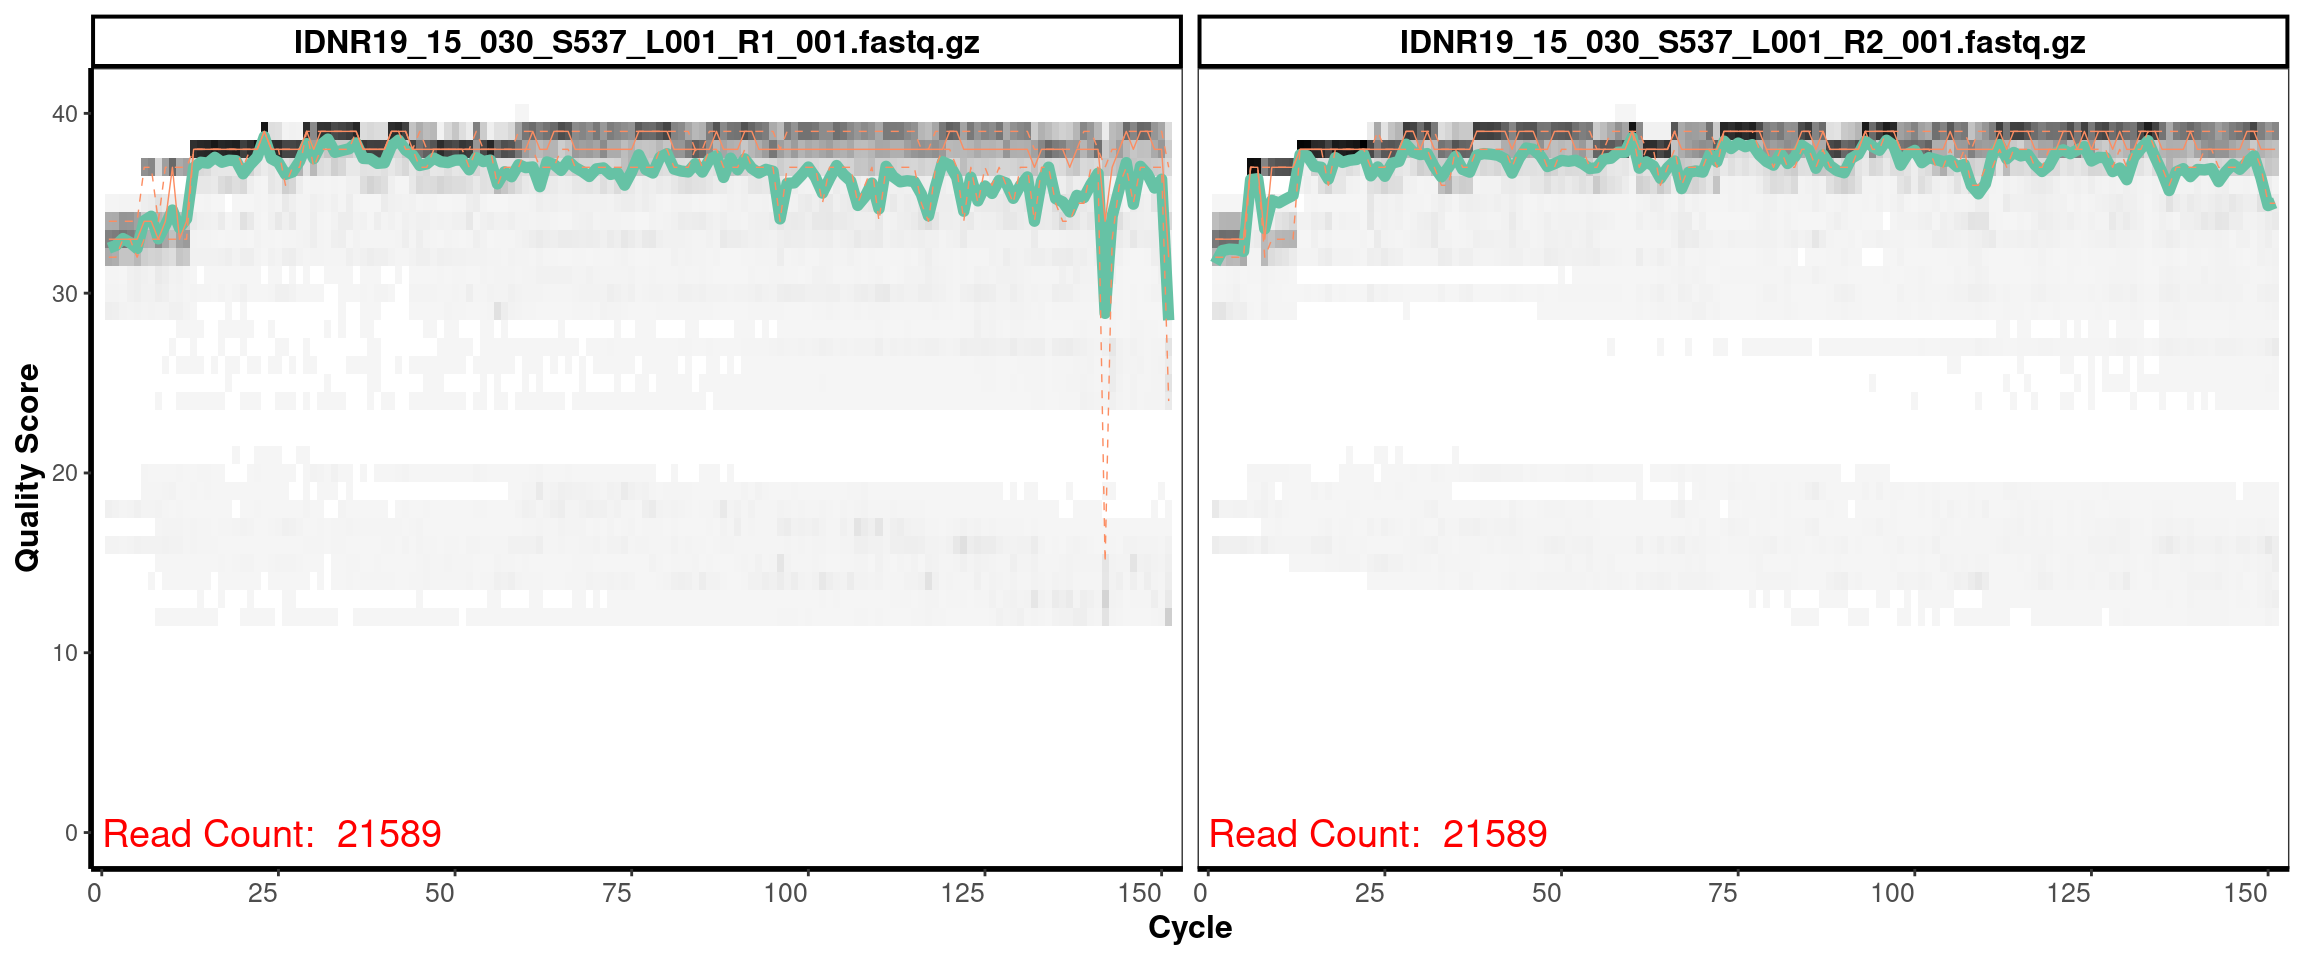 IDNR19_15_030_S537_L001_R1_001.fastq.gz
IDNR19_15_030_S537_L001_R2_001.fastq.gz
Quality Score
40
30
20
10
0
Read Count: 21589
Read Count: 21589
0 25 50 75 100 125 150
0 25 50 75 100 125 150
Cycle